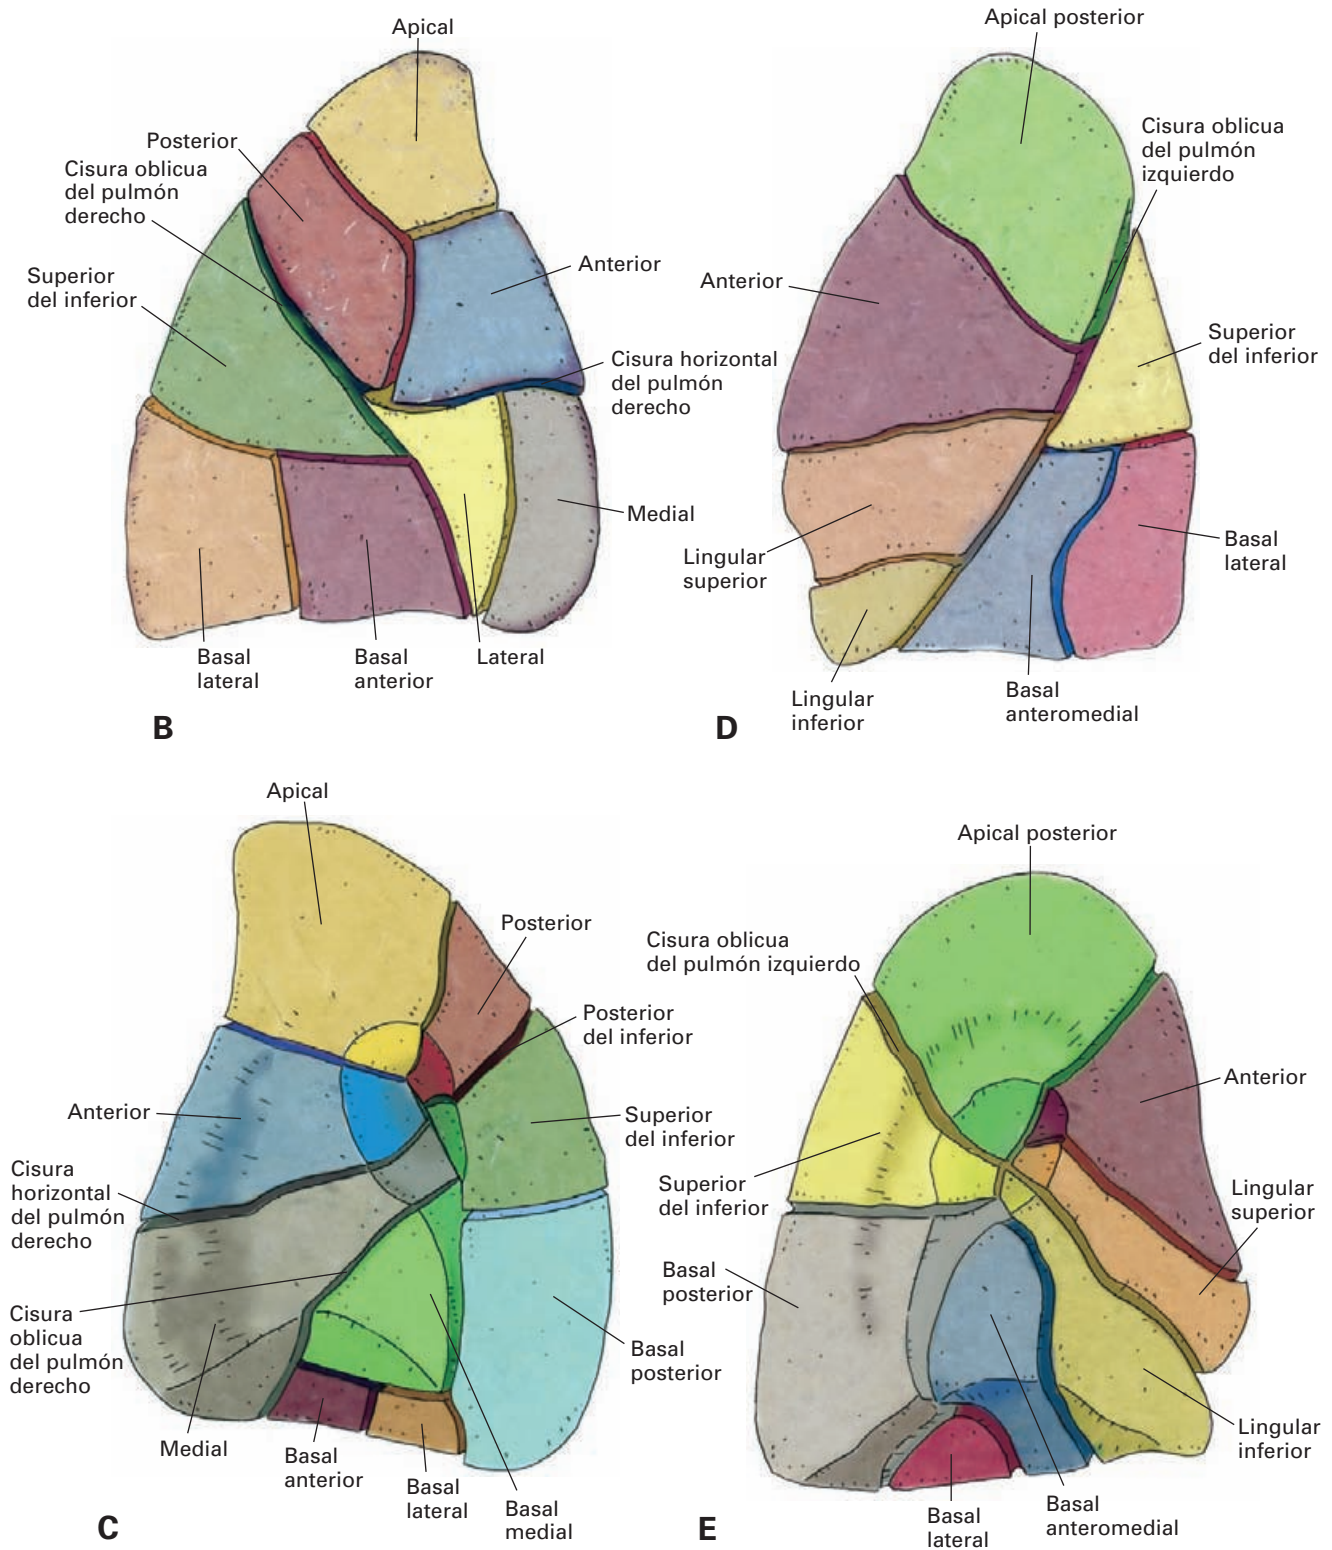 Apical
Posterior
Cisura oblicua
del pulmón
derecho
Superior
del inferior
Anterior
Cisura horizontal
del pulmón
derecho
Medial
Basal
lateral
Basal
anterior
Lateral
B
Apical posterior
Cisura oblicua
del pulmón
izquierdo
Anterior
Superior
del inferior
Lingular
superior
Basal
lateral
Lingular
inferior
Basal
anteromedial
D
Apical
Posterior
Posterior
del inferior
Anterior
Superior
del inferior
Cisura
horizontal
del pulmón
derecho
Cisura
oblicua
del pulmón
derecho
Basal
posterior
Medial
Basal
anterior
Basal
lateral
Basal
medial
C
Apical posterior
Cisura oblicua
del pulmón izquierdo
Anterior
Superior
del inferior
Lingular
superior
Basal
posterior
Lingular
inferior
Basal
lateral
Basal
anteromedial
E